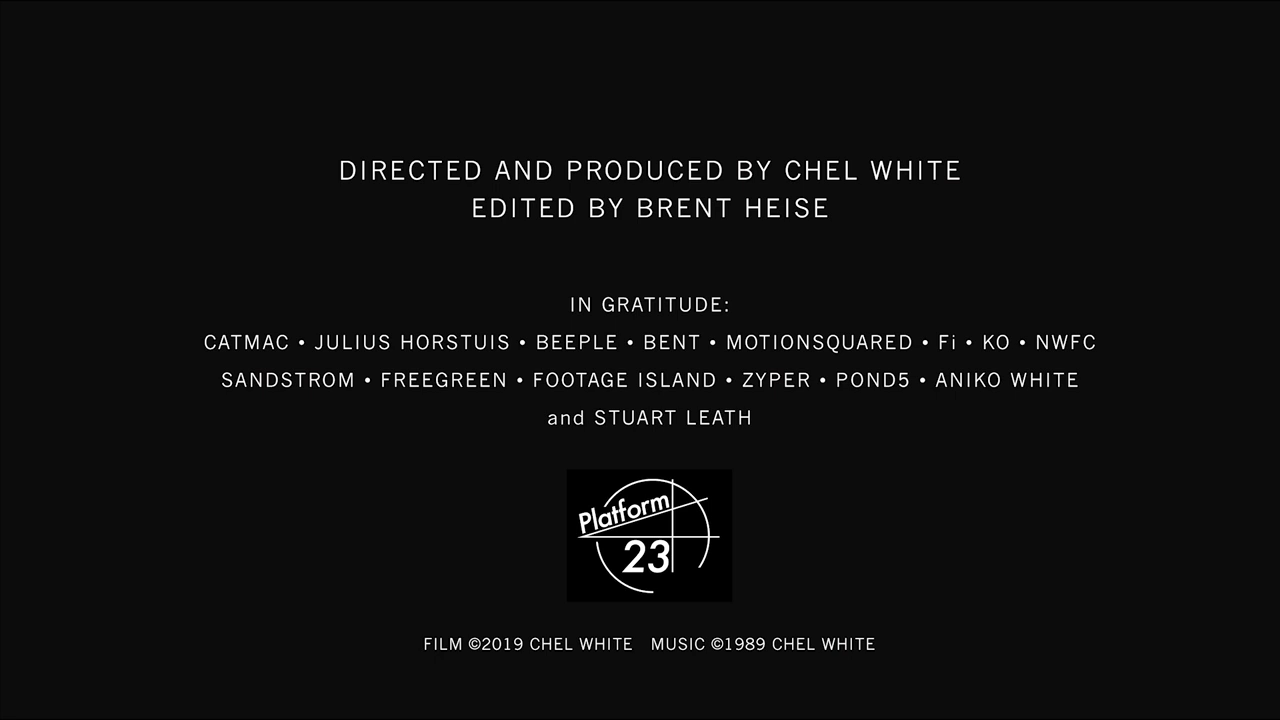 DIRECTED AND PRODUCED BY CHEL WHITE
EDITED BY BRENT HEISE
IN GRATITUDE:
CATMAC • JULIUS HORSTUIS • BEEPLE • BENT • MOTIONSQUARED • Fi • KO • NWFC
SANDSTROM • FREEGREEN • FOOTAGE ISLAND • ZYPER • POND5 • ANIKO WHITE
and STUART LEATH
Platform
23
FILM ©2019 CHEL WHITE MUSIC ©1989 CHEL WHITE